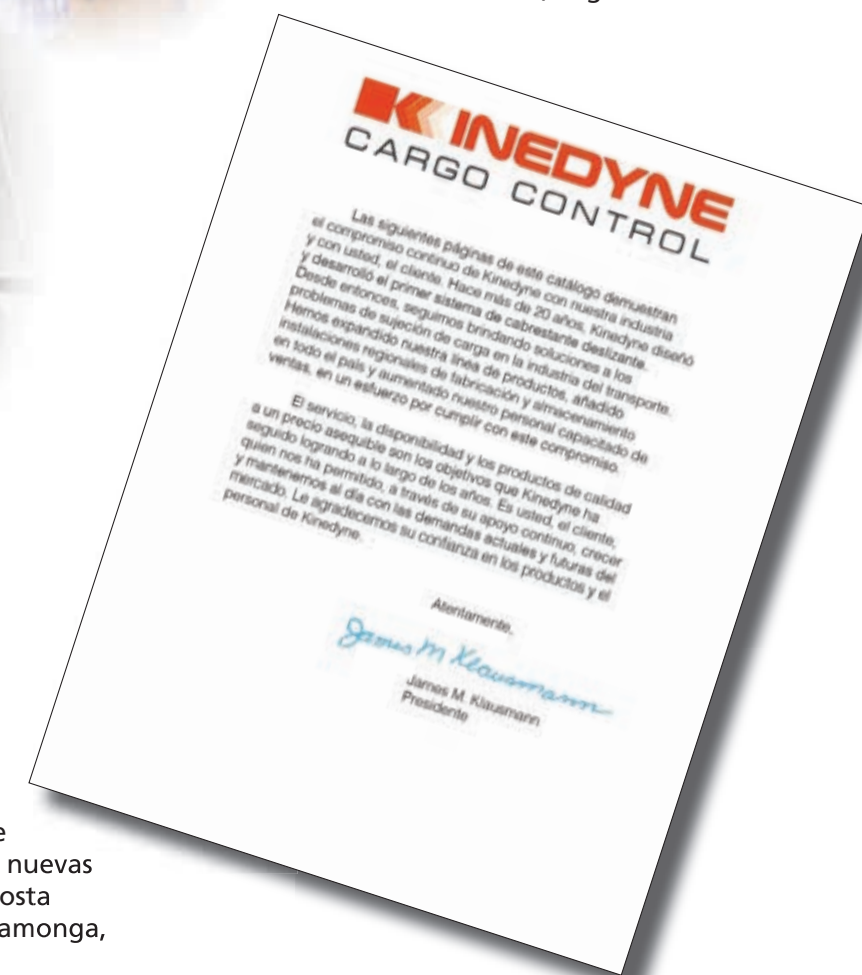 KINEDYNE
CARGO CONTROL
Las siguientes páginas de este catálogo demuestran
el compromiso continuo de Kinedyne con nuestra industria
y con usted, el cliente. Hace más de 20 años, Kinedyne diseñó
y desarrolló el primer sistema de cabrestante deslizante.
Desde entonces, seguimos brindando soluciones a los
problemas de sujeción de carga en la industria del transporte.
Hemos expandido nuestra línea de productos, añadido
instalaciones regionales de fabricación y almacenamiento
en todo el país y aumentado nuestro personal capacitado de
ventas, en un esfuerzo por cumplir con este compromiso.
El servicio, la disponibilidad y los productos de calidad
a un precio asequible son los objetivos que Kinedyne ha
seguido logrando a lo largo de los años. Es usted, el cliente,
quien nos ha permitido, a través de su apoyo continuo, crecer
y mantenernos al día con las demandas actuales y futuras del
mercado. Le agradecemos su confianza en los productos y el
personal de Kinedyne.
Atentamente,
James M Klausmann
James M. Klausmann
Presidente
e
nuevas
osta
amonga,